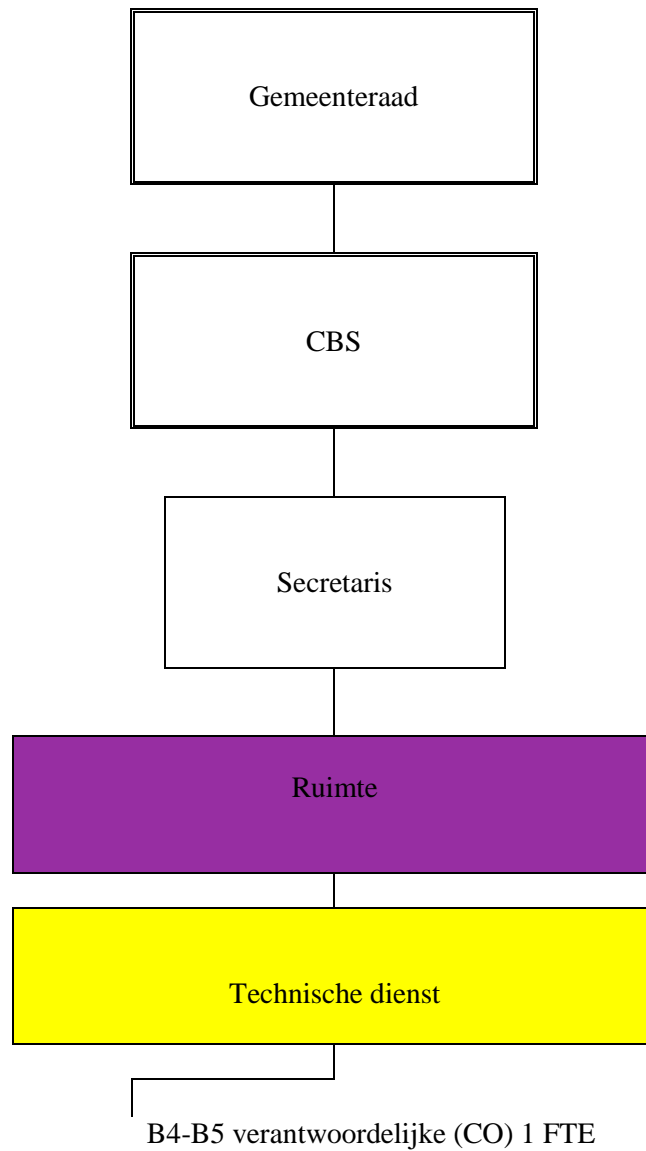 Gemeenteraad
CBS
Secretaris
Ruimte
Technische dienst
B4-B5 verantwoordelijke (CO) 1 FTE